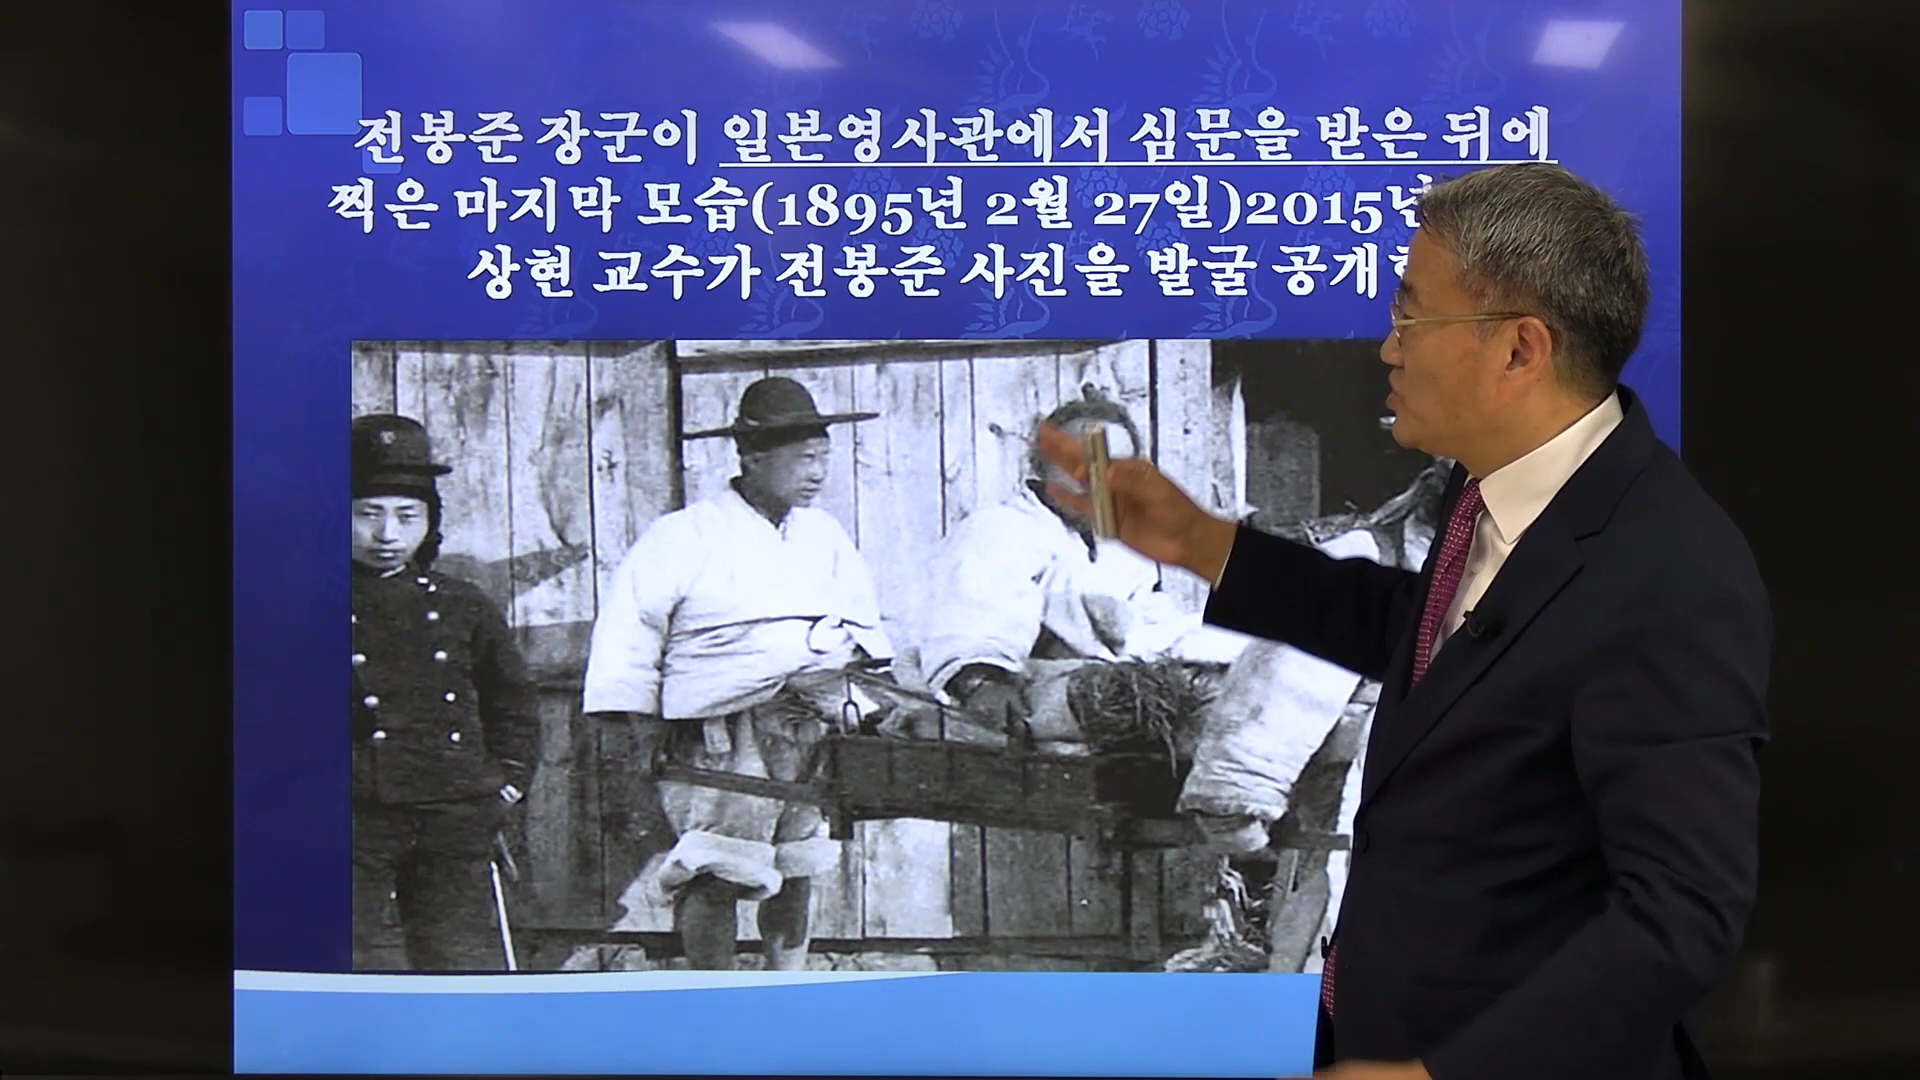 전봉준 장군이 일본영사관에서 심문을 받은 뒤에
찍은 마지막 모습(1895년 2월 27일)2015년
상현 교수가 전봉준 사진을 발굴 공개